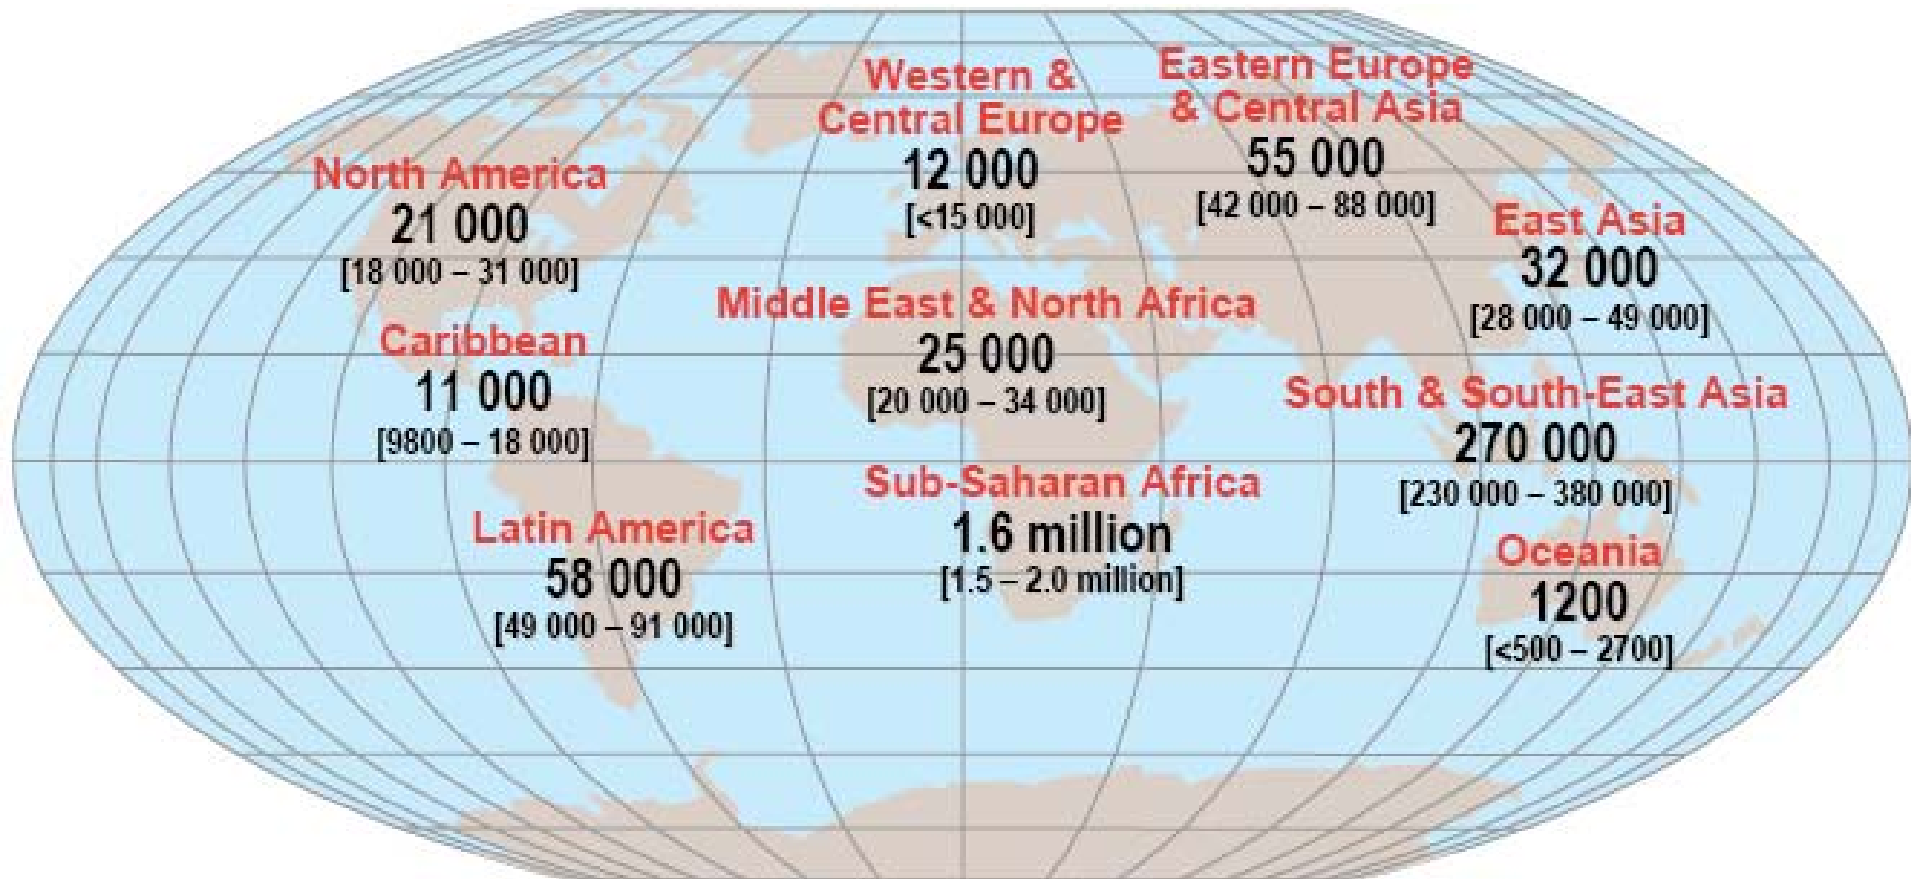 Western &
Central Europe
12 000
[<15 000]
Eastern Europe
& Central Asia
55 000
[42 000 – 88 000]
North America
21 000
[18 000 – 31 000]
East Asia
32 000
[28 000 – 49 000]
Middle East & North Africa
25 000
[20 000 – 34 000]
Caribbean
11 000
[9800 – 18 000]
South & South-East Asia
270 000
[230 000 – 380 000]
Sub-Saharan Africa
1.6 million
[1.5 – 2.0 million]
Latin America
58 000
[49 000 – 91 000]
Oceania
1200
[<500 – 2700]